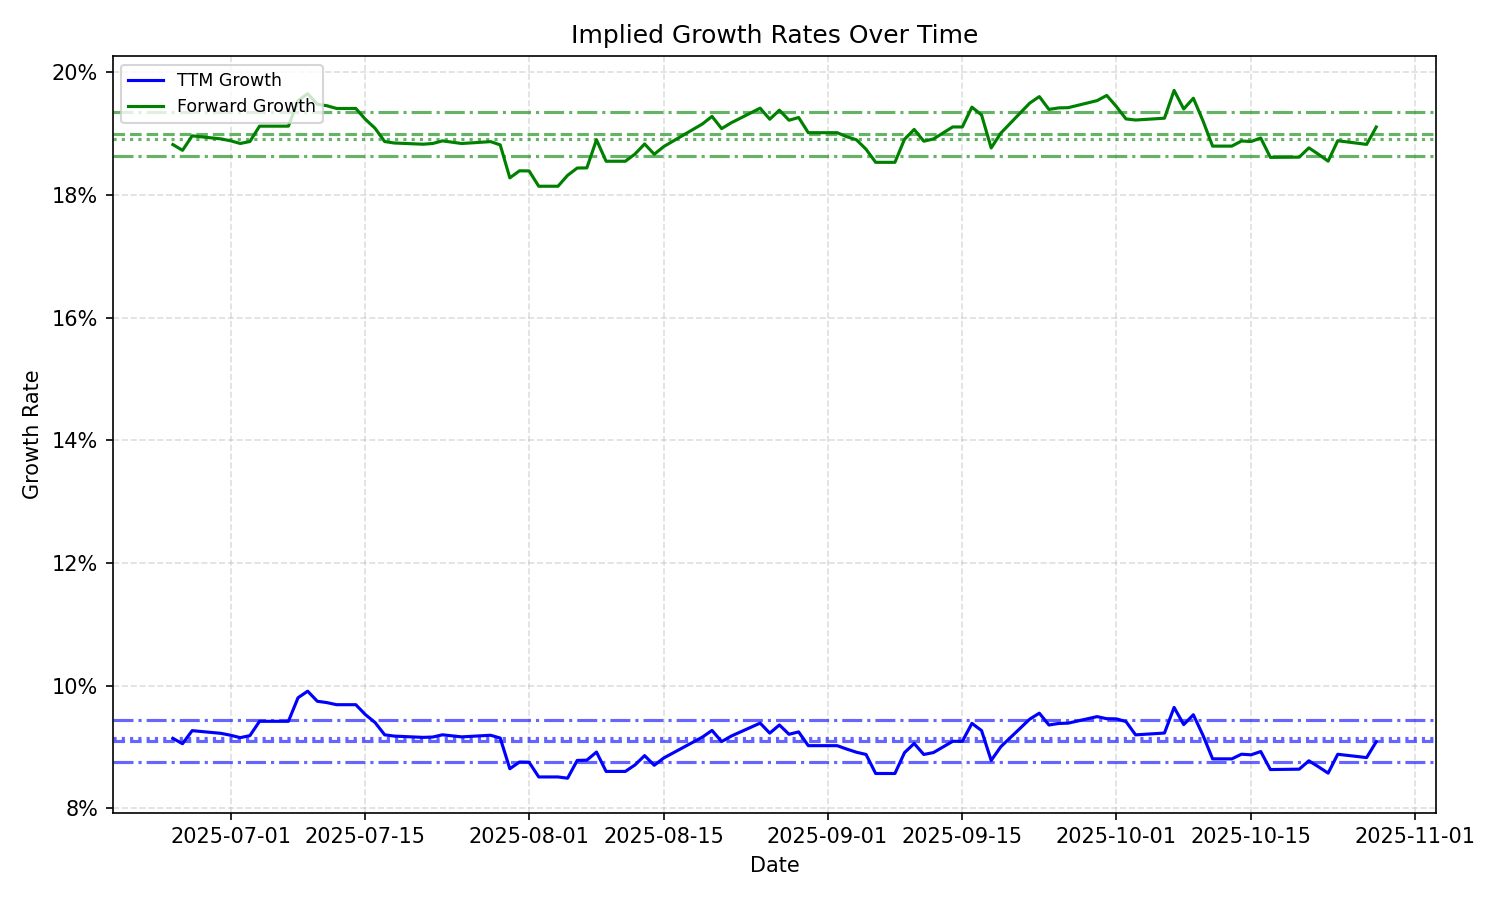 Implied Growth Rates Over Time
TTM Growth
Forward Growth
20%
18%
16%
14%
12%
10%
8%
Growth Rate
2025-07-01 2025-07-15 2025-08-01 2025-08-15 2025-09-01 2025-09-15 2025-10-01 2025-10-15 2025-11-01
Date